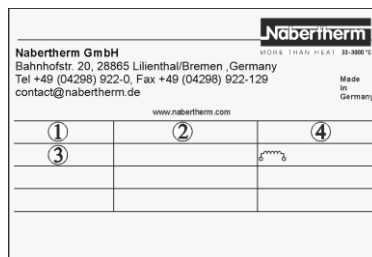 Nabertherm
MORE THAN HEAT 30-3000 °C
Nabertherm GmbH
Bahnhofstr. 20, 28865 Lilienthal/Bremen ,Germany
Tel +49 (04298) 922-0, Fax +49 (04298) 922-129
contact@nabertherm.de
Made
in
Germany
www.nabertherm.com
① ② ④
③